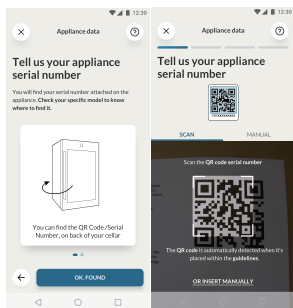 12:30
Appliance data
Tell us your appliance
serial number
You will find your serial number attached on the
appliance. Check your specific model to know
where to find it.
You can find the QR Code /Serial
Number, on back of your cellar
OK, FOUND
12:30
Appliance data
Tell us your appliance
serial number
SCAN
MANUAL
Scan the QR code serial number
The QR code is automatically detected when it's
placed within the guidelines.
OR INSERT MANUALLY